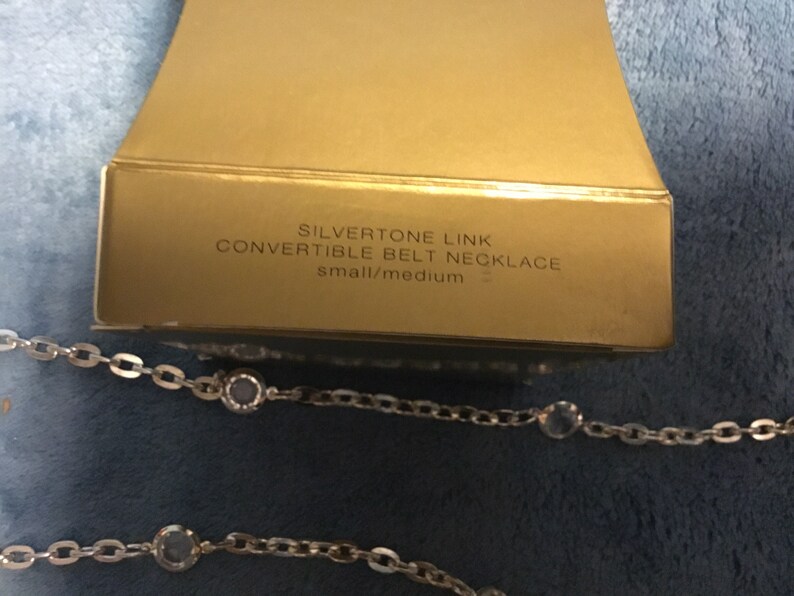 SILVERTONE LINK
CONVERTIBLE BELT NECKLACE
small/medium